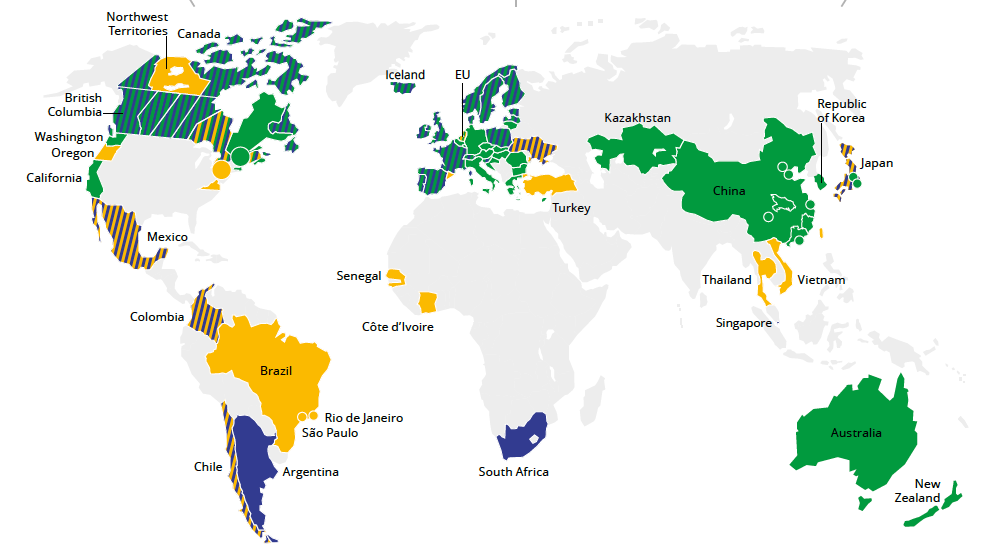 Northwest
Territories
Canada
British
Columbia
Washington
Oregon
California
Mexico
Colombia
Brazil
Rio de Janeiro
São Paulo
Chile
Argentina
Iceland
EU
Turkey
Senegal
Côte d’Ivoire
South Africa
Kazakhstan
Republic
of Korea
Japan
China
Thailand
Vietnam
Singapore
Australia
New
Zealand